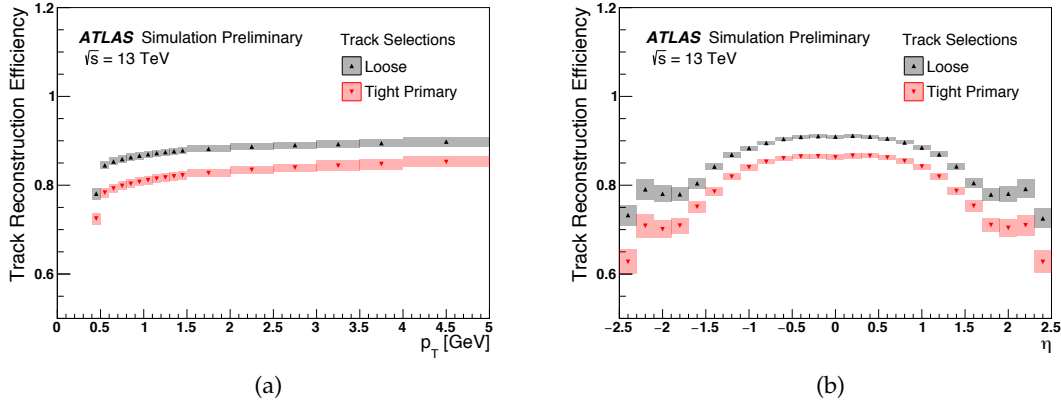 Track Reconstruction Efficiency
1.2
1
0.8
0.6
ATLAS Simulation Preliminary
√s = 13 TeV
Track Selections
Loose
Tight Primary
0 0.5 1 1.5 2 2.5 3 3.5 4 4.5 5
p_T [GeV]
(a)
Track Reconstruction Efficiency
1.2
1
0.8
0.6
ATLAS Simulation Preliminary
√s = 13 TeV
Track Selections
Loose
Tight Primary
−2.5 −2 −1.5 −1 −0.5 0 0.5 1 1.5 2 2.5
η
(b)